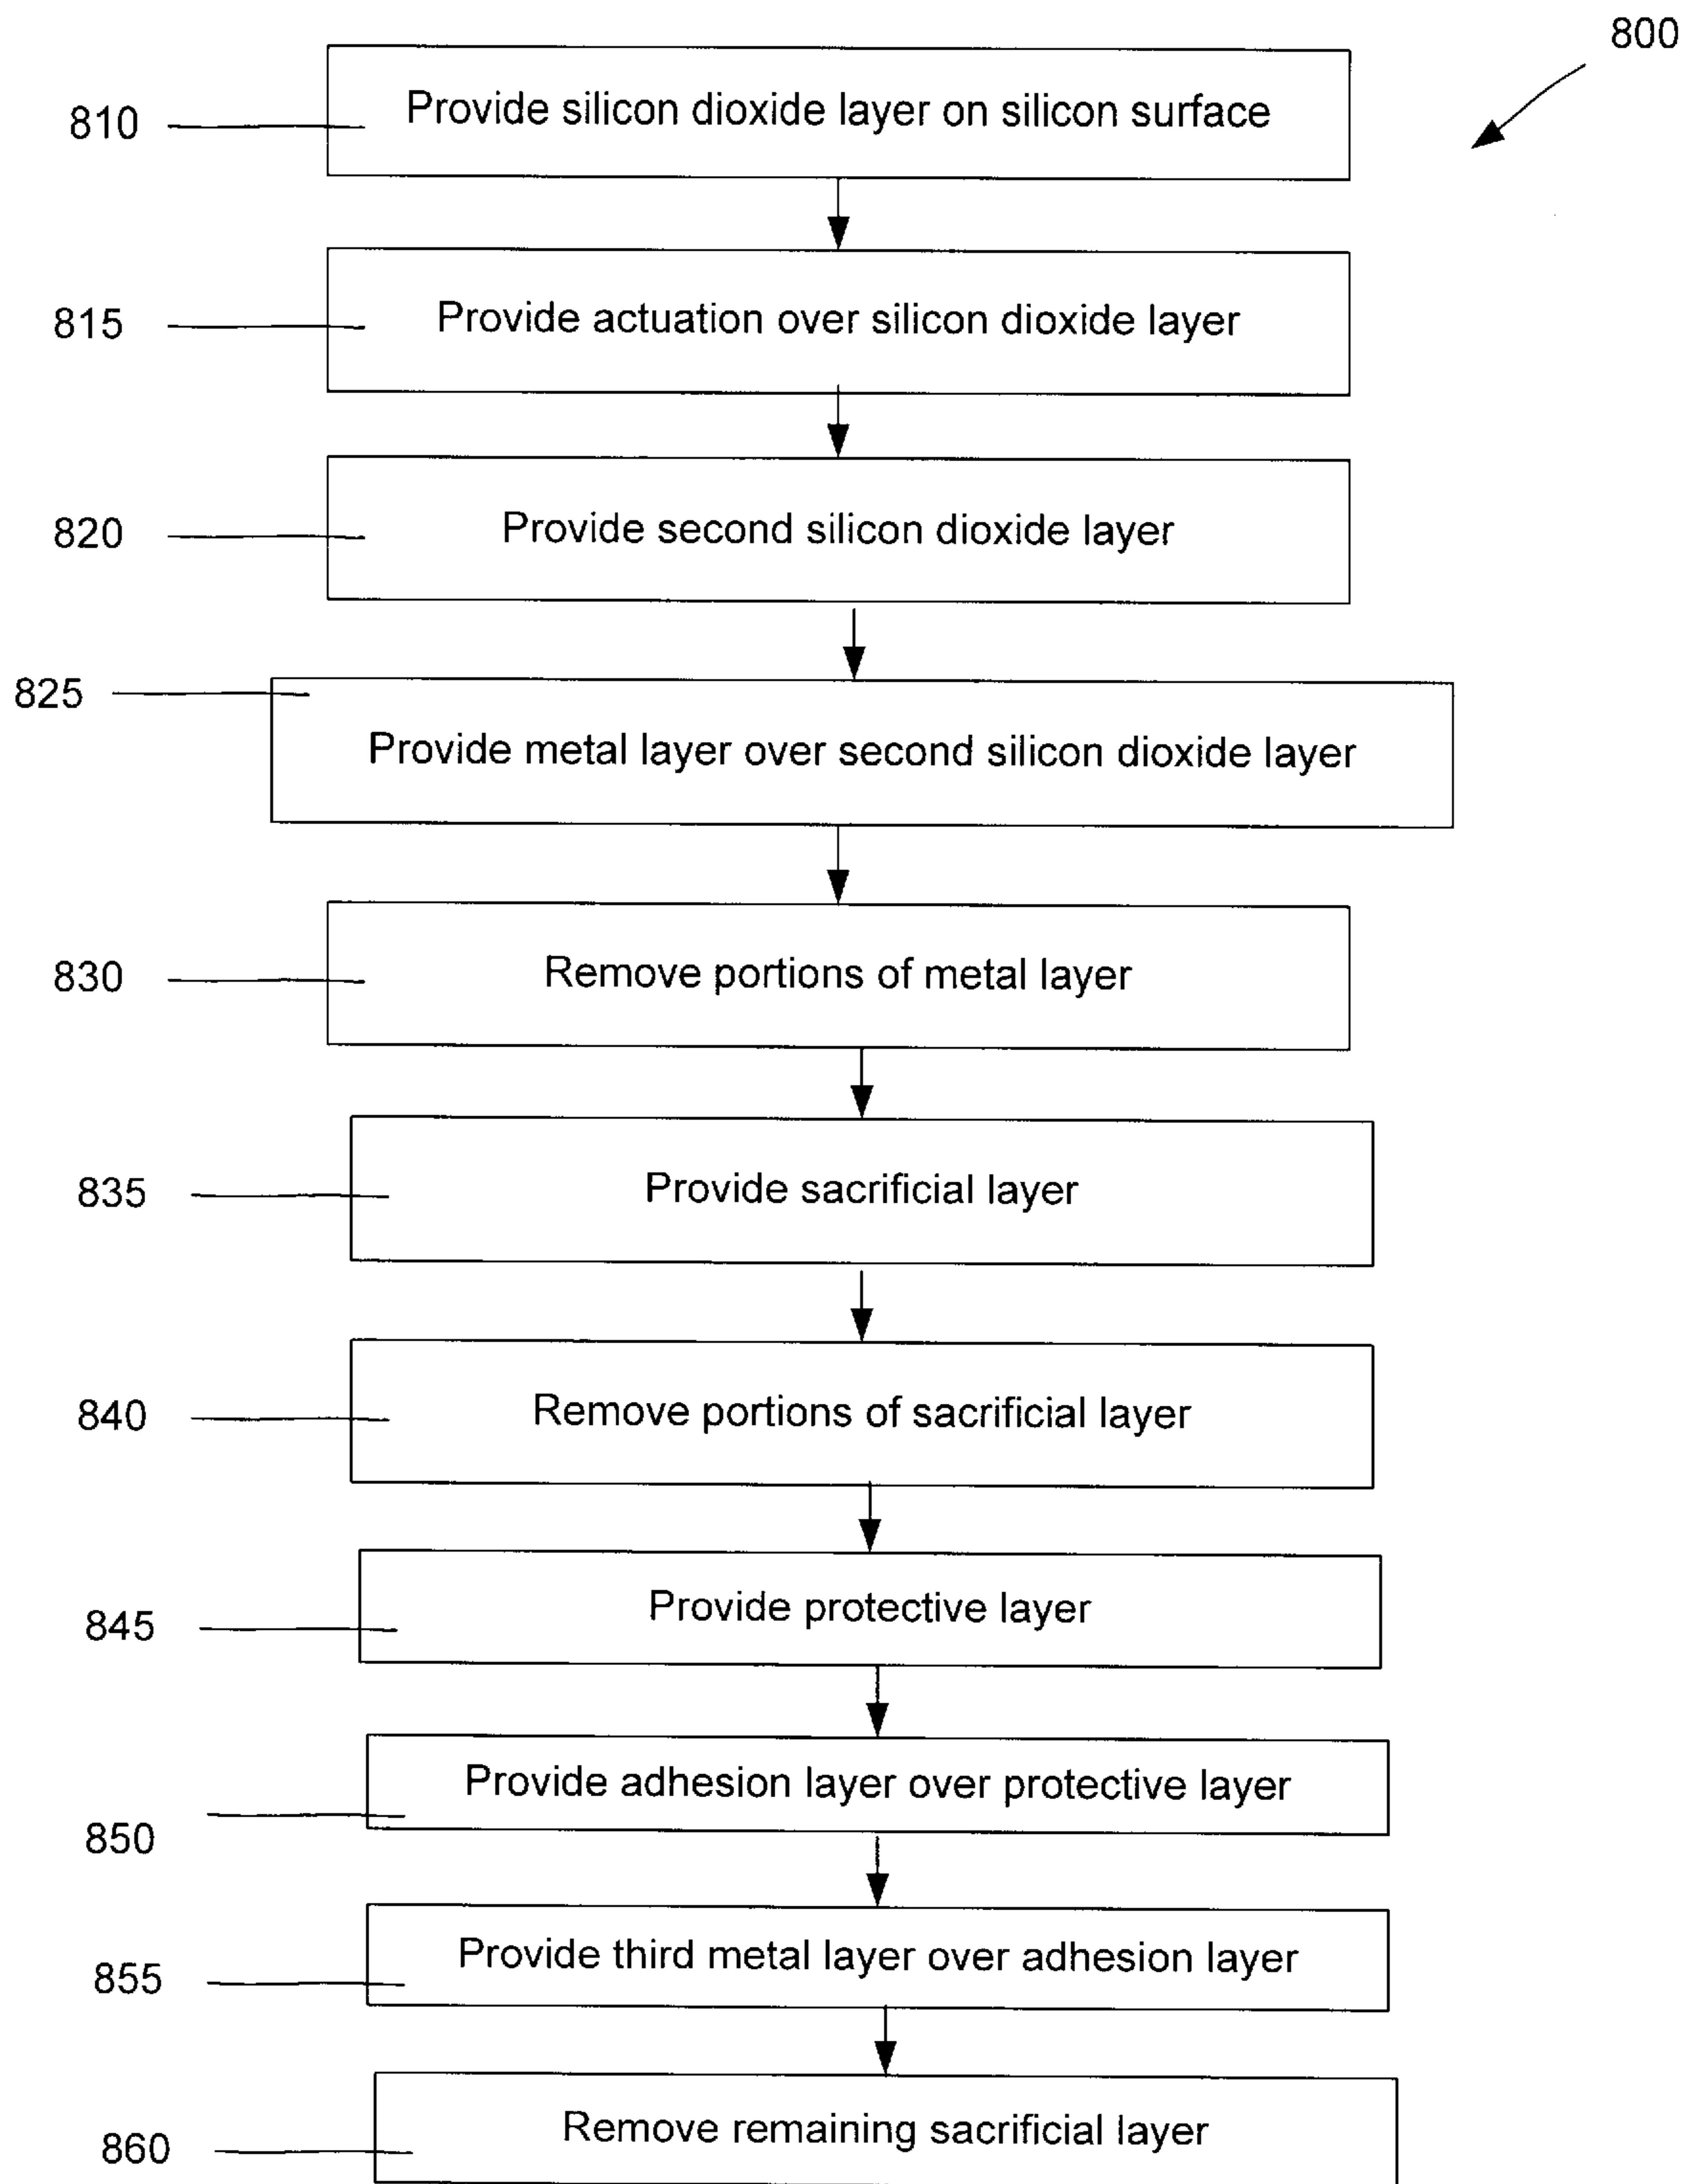 800
810 Provide silicon dioxide layer on silicon surface
815 Provide actuation over silicon dioxide layer
820 Provide second silicon dioxide layer
825 Provide metal layer over second silicon dioxide layer
830 Remove portions of metal layer
835 Provide sacrificial layer
840 Remove portions of sacrificial layer
845 Provide protective layer
850 Provide adhesion layer over protective layer
855 Provide third metal layer over adhesion layer
860 Remove remaining sacrificial layer